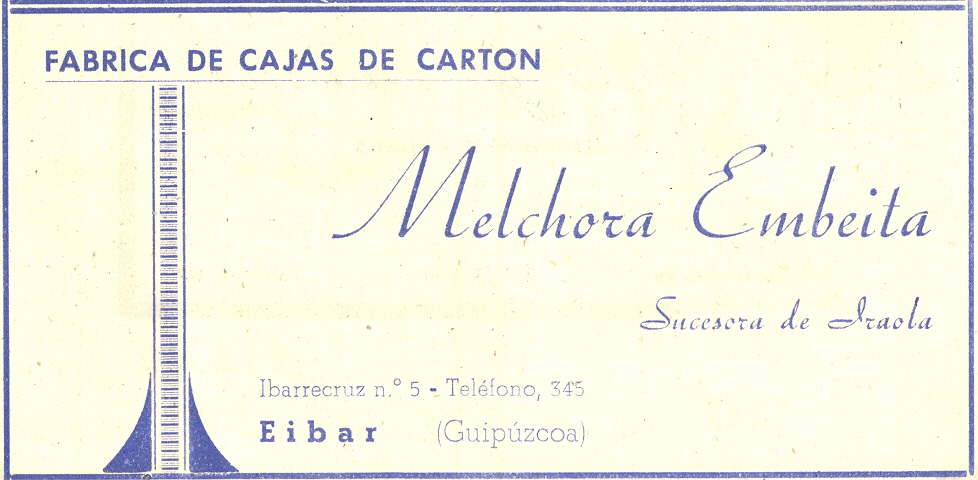 FABRICA DE CAJAS DE CARTON
Melchora Embeita
Sucesora de Iraola
Ibarrecruz n.° 5 - Teléfono, 345
Eibar (Guipúzcoa)